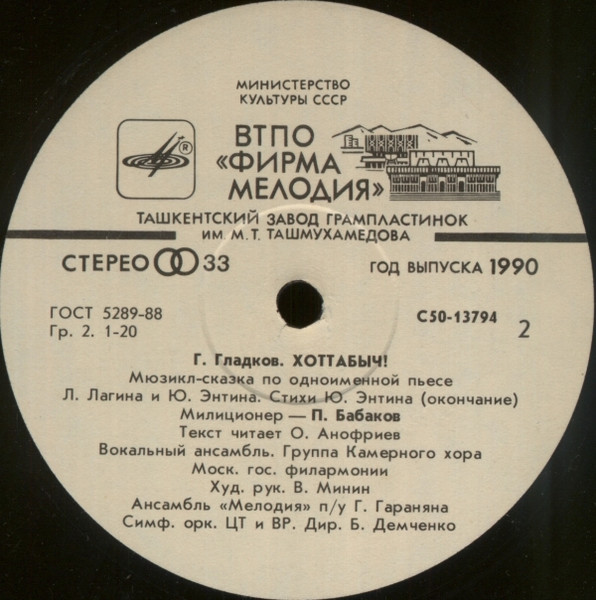 МИНИСТЕРСТВО
КУЛЬТУРЫ СССР
ВТПО
«ФИРМА
МЕЛОДИЯ»
ТАШКЕНТСКИЙ ЗАВОД ГРАМПЛАСТИНОК
ИМ. М. Т. ТАШМУХАМЕДОВА
СТЕРЕО 33
ГОД ВЫПУСКА 1990
ГОСТ 5289-88
Гр. 2. 1-20
С50-13794
2
Г. Гладков. ХОТТАБЫЧ!
Мюзикл-сказка по одноименной пьесе
Л. Лагина и Ю. Энтина. Стихи Ю. Энтина (окончание)
Милиционер — П. Бабаков
Текст читает О. Анофриев
Вокальный ансамбль. Группа Камерного хора
Моск. гос. филармонии
Худ. рук. В. Минин
Ансамбль «Мелодия» п/у Г. Гараняна
Симф. орк. ЦТ и ВР. Дир. Б. Демченко